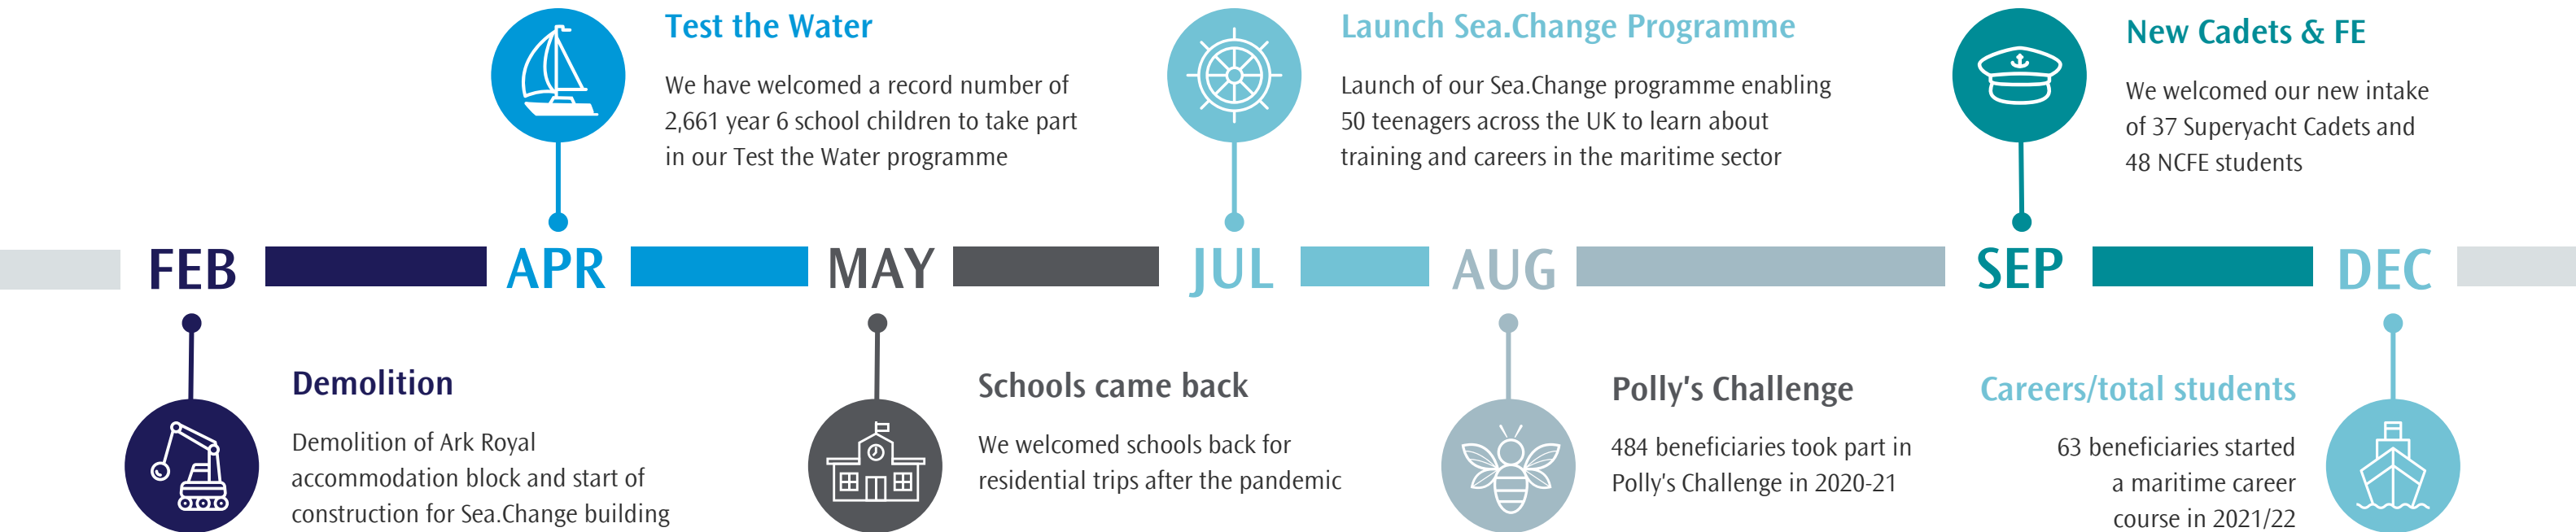 Test the Water
We have welcomed a record number of
2,661 year 6 school children to take part
in our Test the Water programme
Launch Sea.Change Programme
Launch of our Sea.Change programme enabling
50 teenagers across the UK to learn about
training and careers in the maritime sector
New Cadets & FE
We welcomed our new intake
of 37 Superyacht Cadets and
48 NCFE students
FEB APR MAY JUL AUG SEP DEC
Demolition
Demolition of Ark Royal
accommodation block and start of
construction for Sea.Change building
Schools came back
We welcomed schools back for
residential trips after the pandemic
Polly's Challenge
484 beneficiaries took part in
Polly's Challenge in 2020-21
Careers/total students
63 beneficiaries started
a maritime career
course in 2021/22